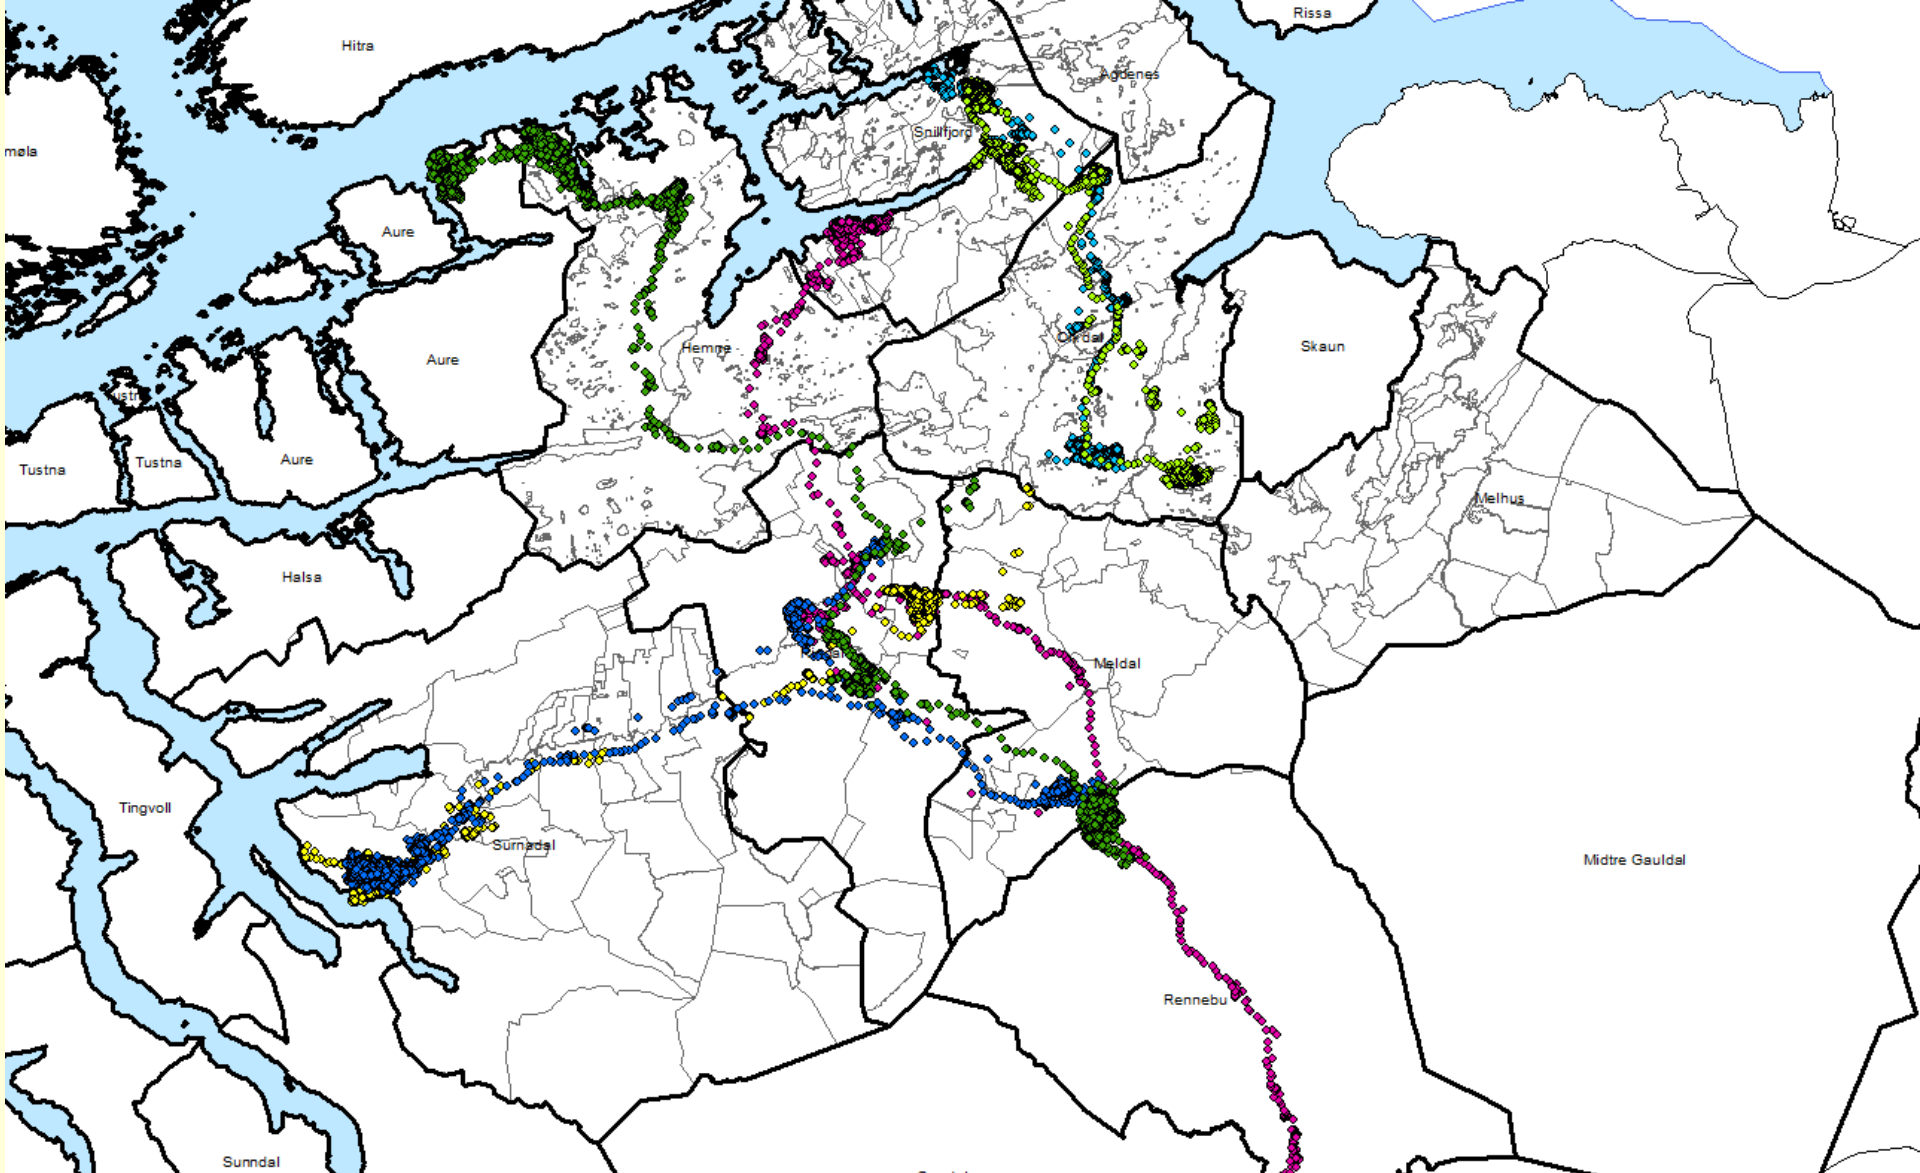 Rissa
Hitra
Agdenes
Snillfjord
møla
Aure
Hemne
Skaun
Aure
Tustna
Tustna
Aure
Melhus
Halsa
Meldal
Tingvoll
Surnadal
Midtre Gauldal
Rennebu
Sunndal